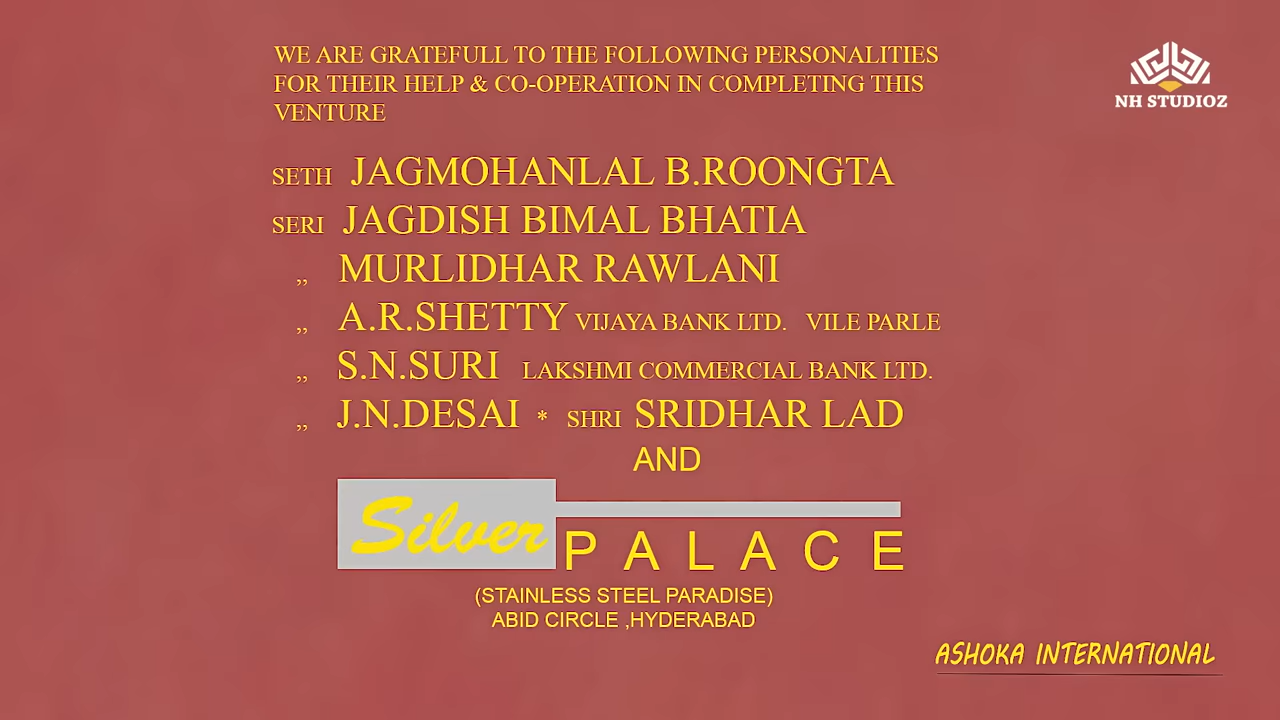 WE ARE GRATEFULL TO THE FOLLOWING PERSONALITIES
FOR THEIR HELP & CO-OPERATION IN COMPLETING THIS
VENTURE
NH STUDIOZ
SETH JAGMOHANLAL B.ROONGTA
SERI JAGDISH BIMAL BHATIA
,, MURLIDHAR RAWLANI
,, A.R.SHETTY VIJAYA BANK LTD. VILE PARLE
,, S.N.SURI LAKSHMI COMMERCIAL BANK LTD.
,, J.N.DESAI * SHRI SRIDHAR LAD
AND
Silver PALACE
(STAINLESS STEEL PARADISE)
ABID CIRCLE ,HYDERABAD
ASHOKA INTERNATIONAL